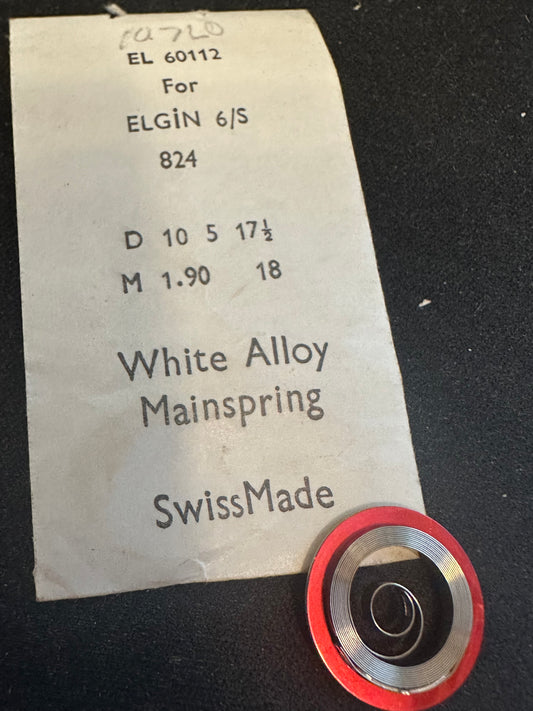 EL 60112
For
ELGiN 6/S
824
D 10 5 17½
M 1.90 18
White Alloy
Mainspring
SwissMade